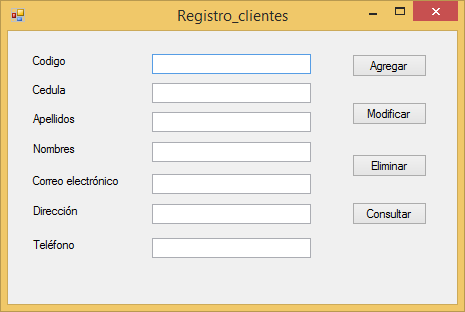 Registro_clientes
Codigo
Agregar
Cedula
Apellidos
Modificar
Nombres
Eliminar
Correo electrónico
Dirección
Consultar
Teléfono